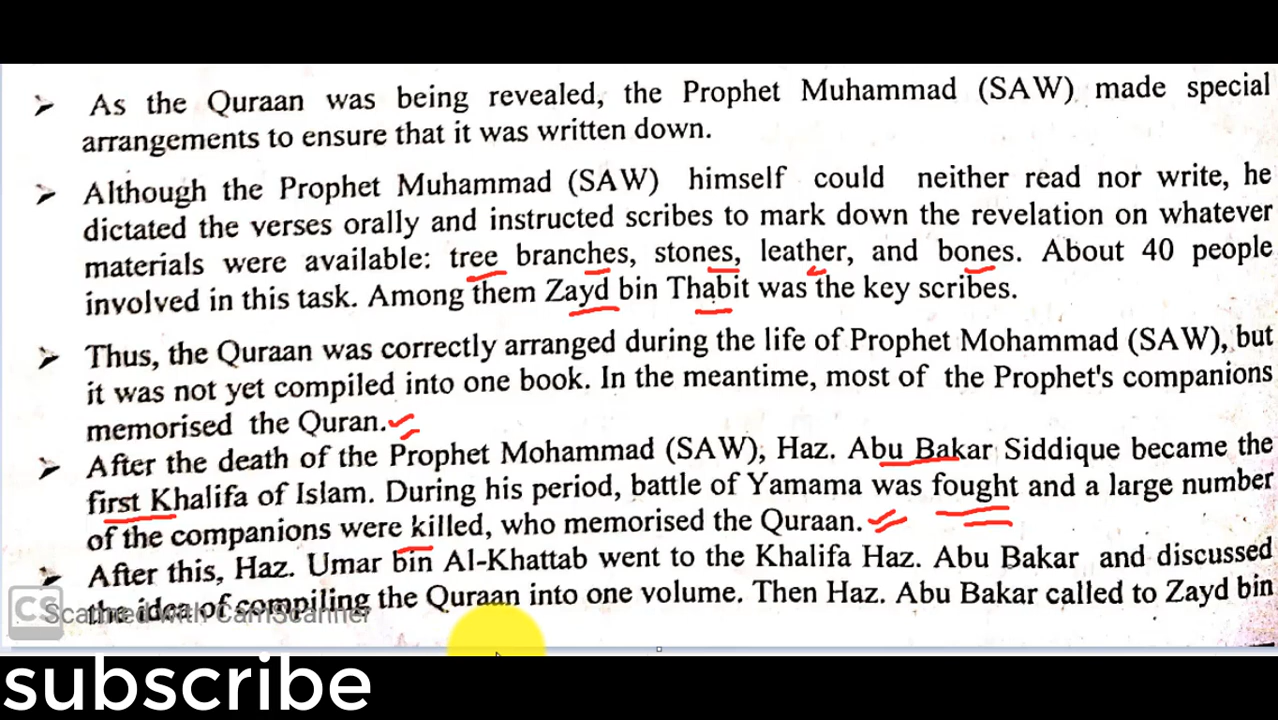 ➢ As the Quraan was being revealed, the Prophet Muhammad (SAW) made special
arrangements to ensure that it was written down.
➢ Although the Prophet Muhammad (SAW) himself could neither read nor write, he
dictated the verses orally and instructed scribes to mark down the revelation on whatever
materials were available: tree branches, stones, leather, and bones. About 40 people
involved in this task. Among them Zayd bin Thabit was the key scribes.
➢ Thus, the Quraan was correctly arranged during the life of Prophet Mohammad (SAW), but
it was not yet compiled into one book. In the meantime, most of the Prophet's companions
memorised the Quran.
➢ After the death of the Prophet Mohammad (SAW), Haz. Abu Bakar Siddique became the
first Khalifa of Islam. During his period, battle of Yamama was fought and a large number
of the companions were killed, who memorised the Quraan.
➢ After this, Haz. Umar bin Al-Khattab went to the Khalifa Haz. Abu Bakar and discussed
the idea of compiling the Quraan into one volume. Then Haz. Abu Bakar called to Zayd bin
CS Scanned with CamScanner
subscribe